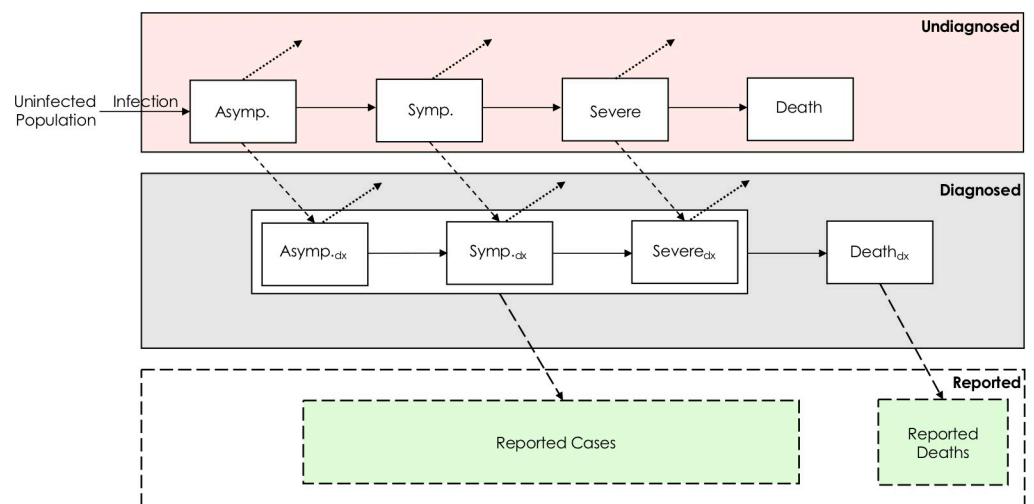 Undiagnosed
Uninfected
Population
Infection
Asymp.
Symp.
Severe
Death
Diagnosed
Asymp.dx
Symp.dx
Severedx
Deathdx
Reported
Reported Cases
Reported
Deaths